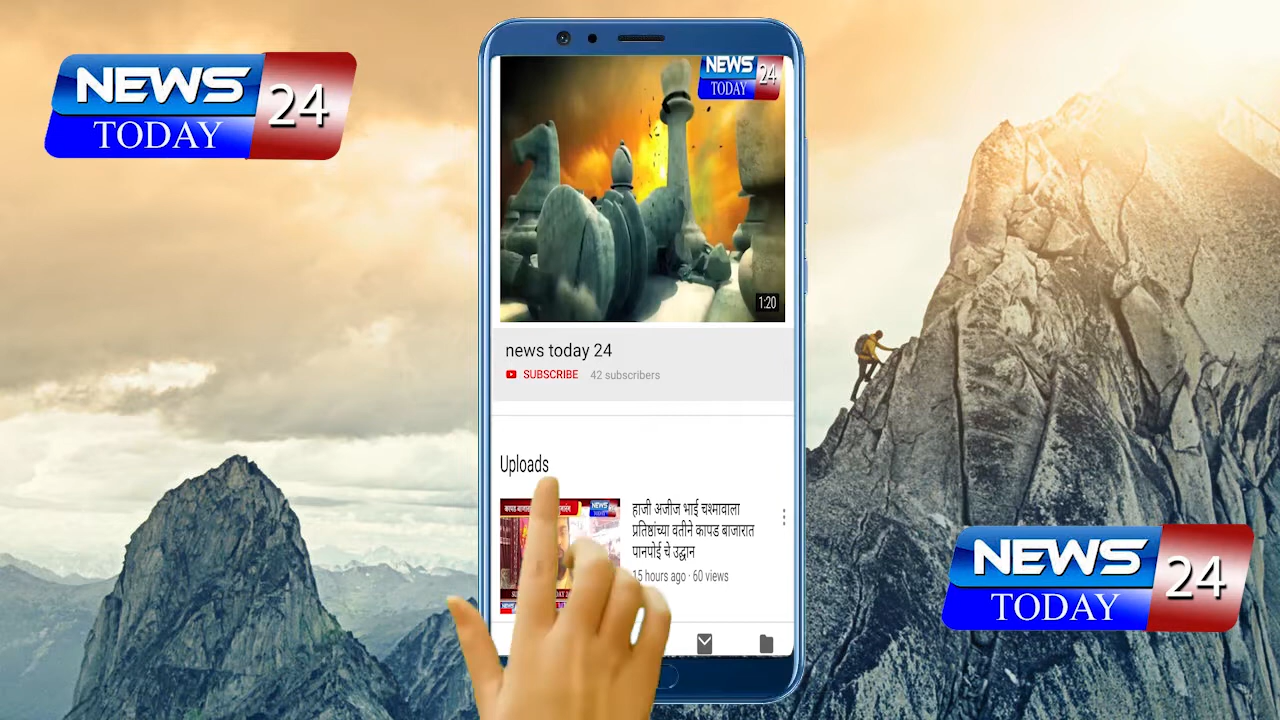 NEWS
TODAY
24
NEWS
TODAY
24
1:20
news today 24
SUBSCRIBE 42 subscribers
Uploads
हाजी अजीज भाई चश्मावाला
प्रतिष्ठांच्या वतीने कापड बाजारात
पानपोई चे उद्घान
15 hours ago · 60 views
NEWS
TODAY
24